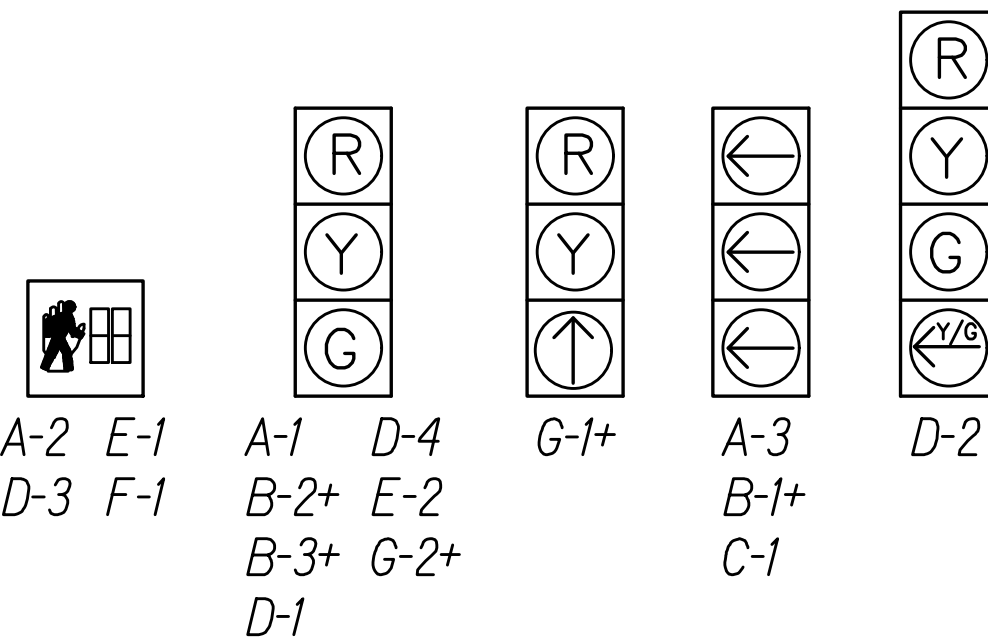 R
Y
G
R
Y
R
Y
G
Y/G
A-2 E-1
D-3 F-1
A-1 D-4
B-2+ E-2
B-3+ G-2+
D-1
G-1+
A-3
B-1+
C-1
D-2